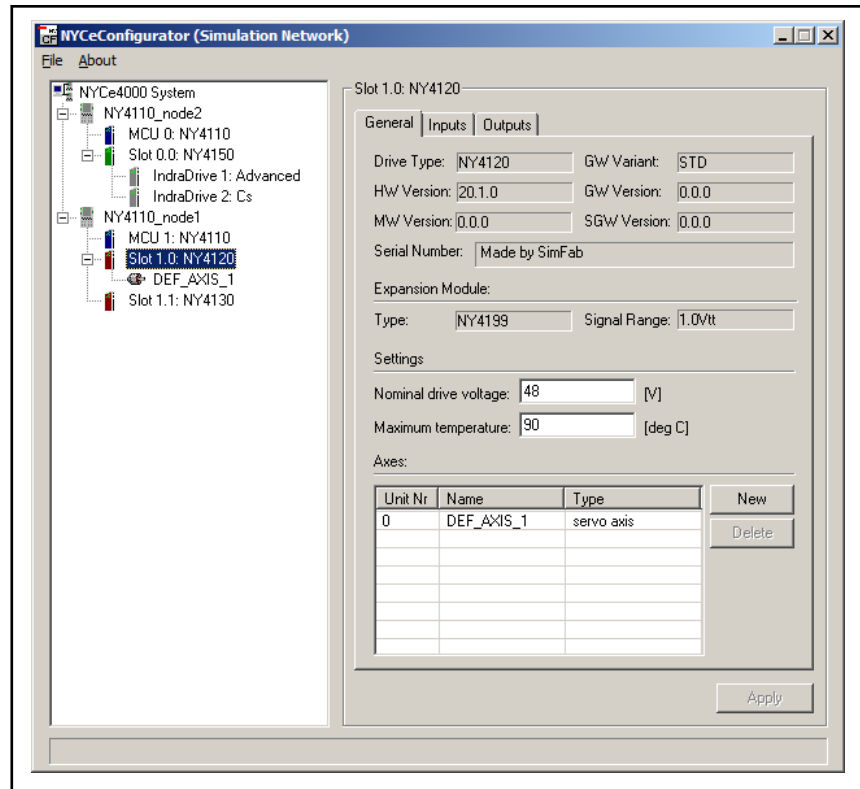 NYCeConfigurator (Simulation Network)
File About
NYCe4000 System
NY4110_node2
MCU 0: NY4110
Slot 0.0: NY4150
IndraDrive 1: Advanced
IndraDrive 2: Cs
NY4110_node1
MCU 1: NY4110
Slot 1.0: NY4120
DEF_AXIS_1
Slot 1.1: NY4130
Slot 1.0: NY4120
General Inputs Outputs
Drive Type: NY4120 GW Variant: STD
HW Version: 20.1.0 GW Version: 0.0.0
MW Version: 0.0.0 SGW Version: 0.0.0
Serial Number: Made by SimFab
Expansion Module:
Type: NY4199 Signal Range: 1.0Vtt
Settings
Nominal drive voltage: 48 [V]
Maximum temperature: 90 [deg C]
Axes:
Unit Nr Name Type New
0 DEF_AXIS_1 servo axis
Delete
Apply